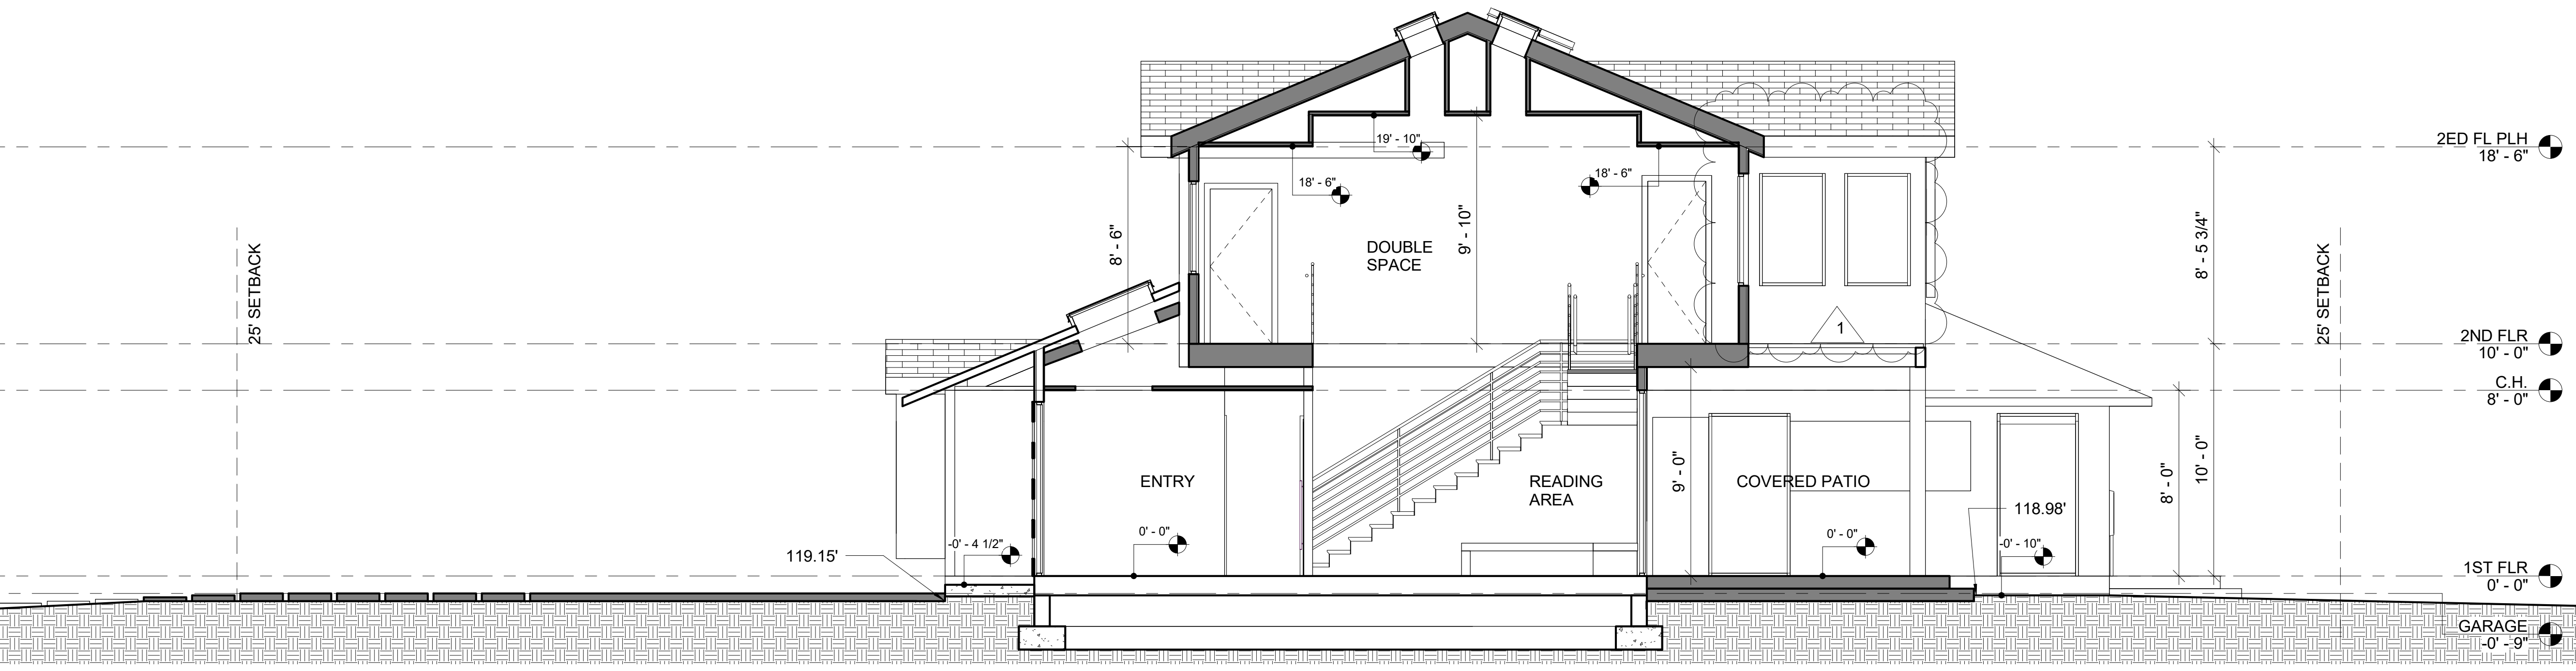 2ED FL PLH
18' - 6"
19' - 10"
18' - 6"
18' - 6"
8' - 6"
9' - 10"
DOUBLE
SPACE
8' - 5 3/4"
25' SETBACK
25' SETBACK
1
2ND FLR
10' - 0"
C.H.
8' - 0"
ENTRY
READING
AREA
9' - 0"
COVERED PATIO
8' - 0"
10' - 0"
118.98'
119.15'
-0' - 4 1/2"
0' - 0"
0' - 0"
-0' - 10"
1ST FLR
0' - 0"
GARAGE
-0' - 9"